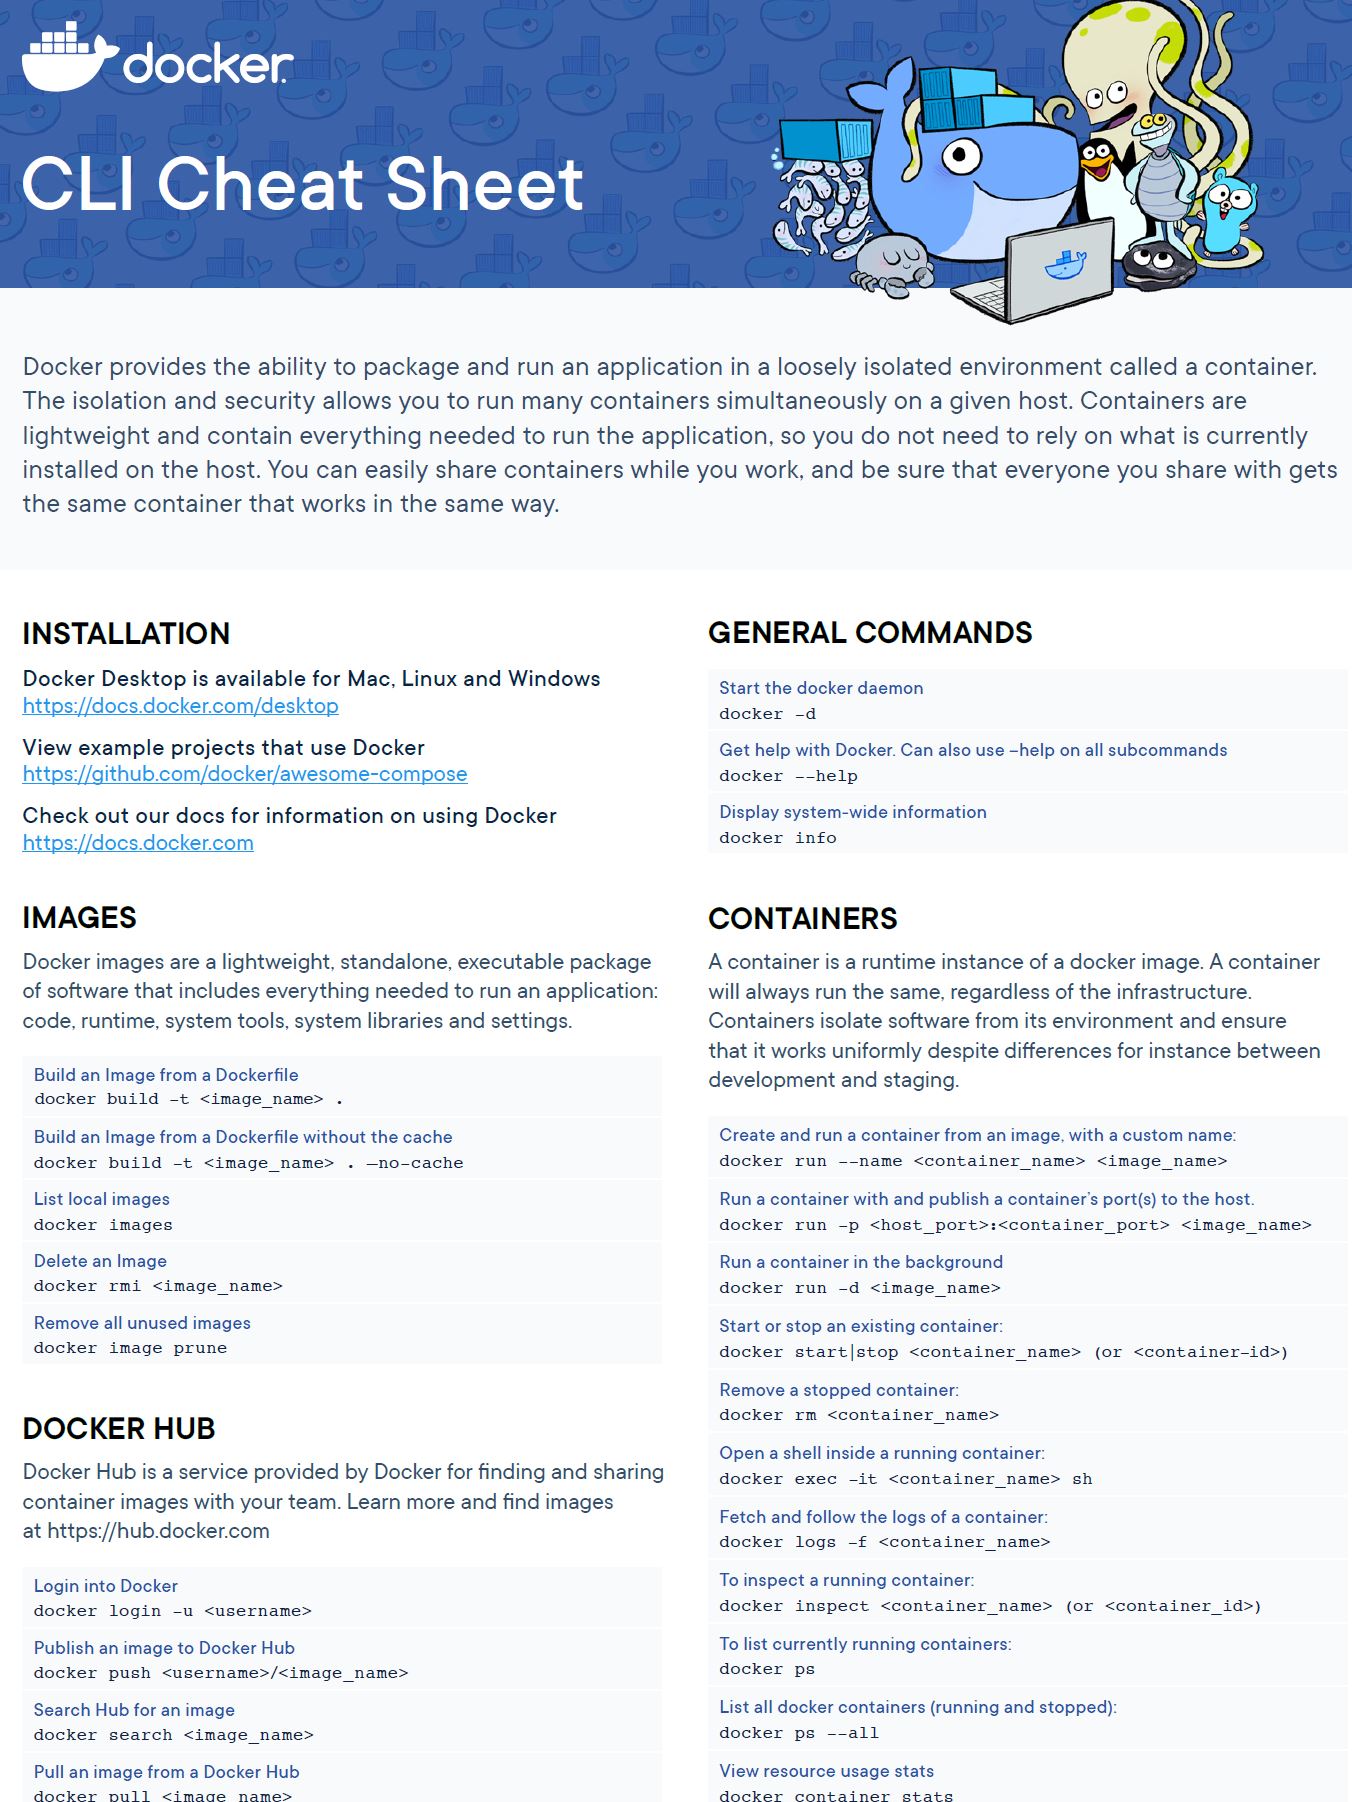 docker
CLI Cheat Sheet
Docker provides the ability to package and run an application in a loosely isolated environment called a container.
The isolation and security allows you to run many containers simultaneously on a given host. Containers are
lightweight and contain everything needed to run the application, so you do not need to rely on what is currently
installed on the host. You can easily share containers while you work, and be sure that everyone you share with gets
the same container that works in the same way.
INSTALLATION
Docker Desktop is available for Mac, Linux and Windows
https://docs.docker.com/desktop
View example projects that use Docker
https://github.com/docker/awesome-compose
Check out our docs for information on using Docker
https://docs.docker.com
IMAGES
Docker images are a lightweight, standalone, executable package
of software that includes everything needed to run an application:
code, runtime, system tools, system libraries and settings.
Build an Image from a Dockerfile
docker build -t <image_name> .
Build an Image from a Dockerfile without the cache
docker build -t <image_name> . –no-cache
List local images
docker images
Delete an Image
docker rmi <image_name>
Remove all unused images
docker image prune
DOCKER HUB
Docker Hub is a service provided by Docker for finding and sharing
container images with your team. Learn more and find images
at https://hub.docker.com
Login into Docker
docker login -u <username>
Publish an image to Docker Hub
docker push <username>/<image_name>
Search Hub for an image
docker search <image_name>
Pull an image from a Docker Hub
docker pull <image_name>
GENERAL COMMANDS
Start the docker daemon
docker -d
Get help with Docker. Can also use –help on all subcommands
docker --help
Display system-wide information
docker info
CONTAINERS
A container is a runtime instance of a docker image. A container
will always run the same, regardless of the infrastructure.
Containers isolate software from its environment and ensure
that it works uniformly despite differences for instance between
development and staging.
Create and run a container from an image, with a custom name:
docker run --name <container_name> <image_name>
Run a container with and publish a container’s port(s) to the host.
docker run -p <host_port>:<container_port> <image_name>
Run a container in the background
docker run -d <image_name>
Start or stop an existing container:
docker start|stop <container_name> (or <container-id>)
Remove a stopped container:
docker rm <container_name>
Open a shell inside a running container:
docker exec -it <container_name> sh
Fetch and follow the logs of a container:
docker logs -f <container_name>
To inspect a running container:
docker inspect <container_name> (or <container_id>)
To list currently running containers:
docker ps
List all docker containers (running and stopped):
docker ps --all
View resource usage stats
docker container stats